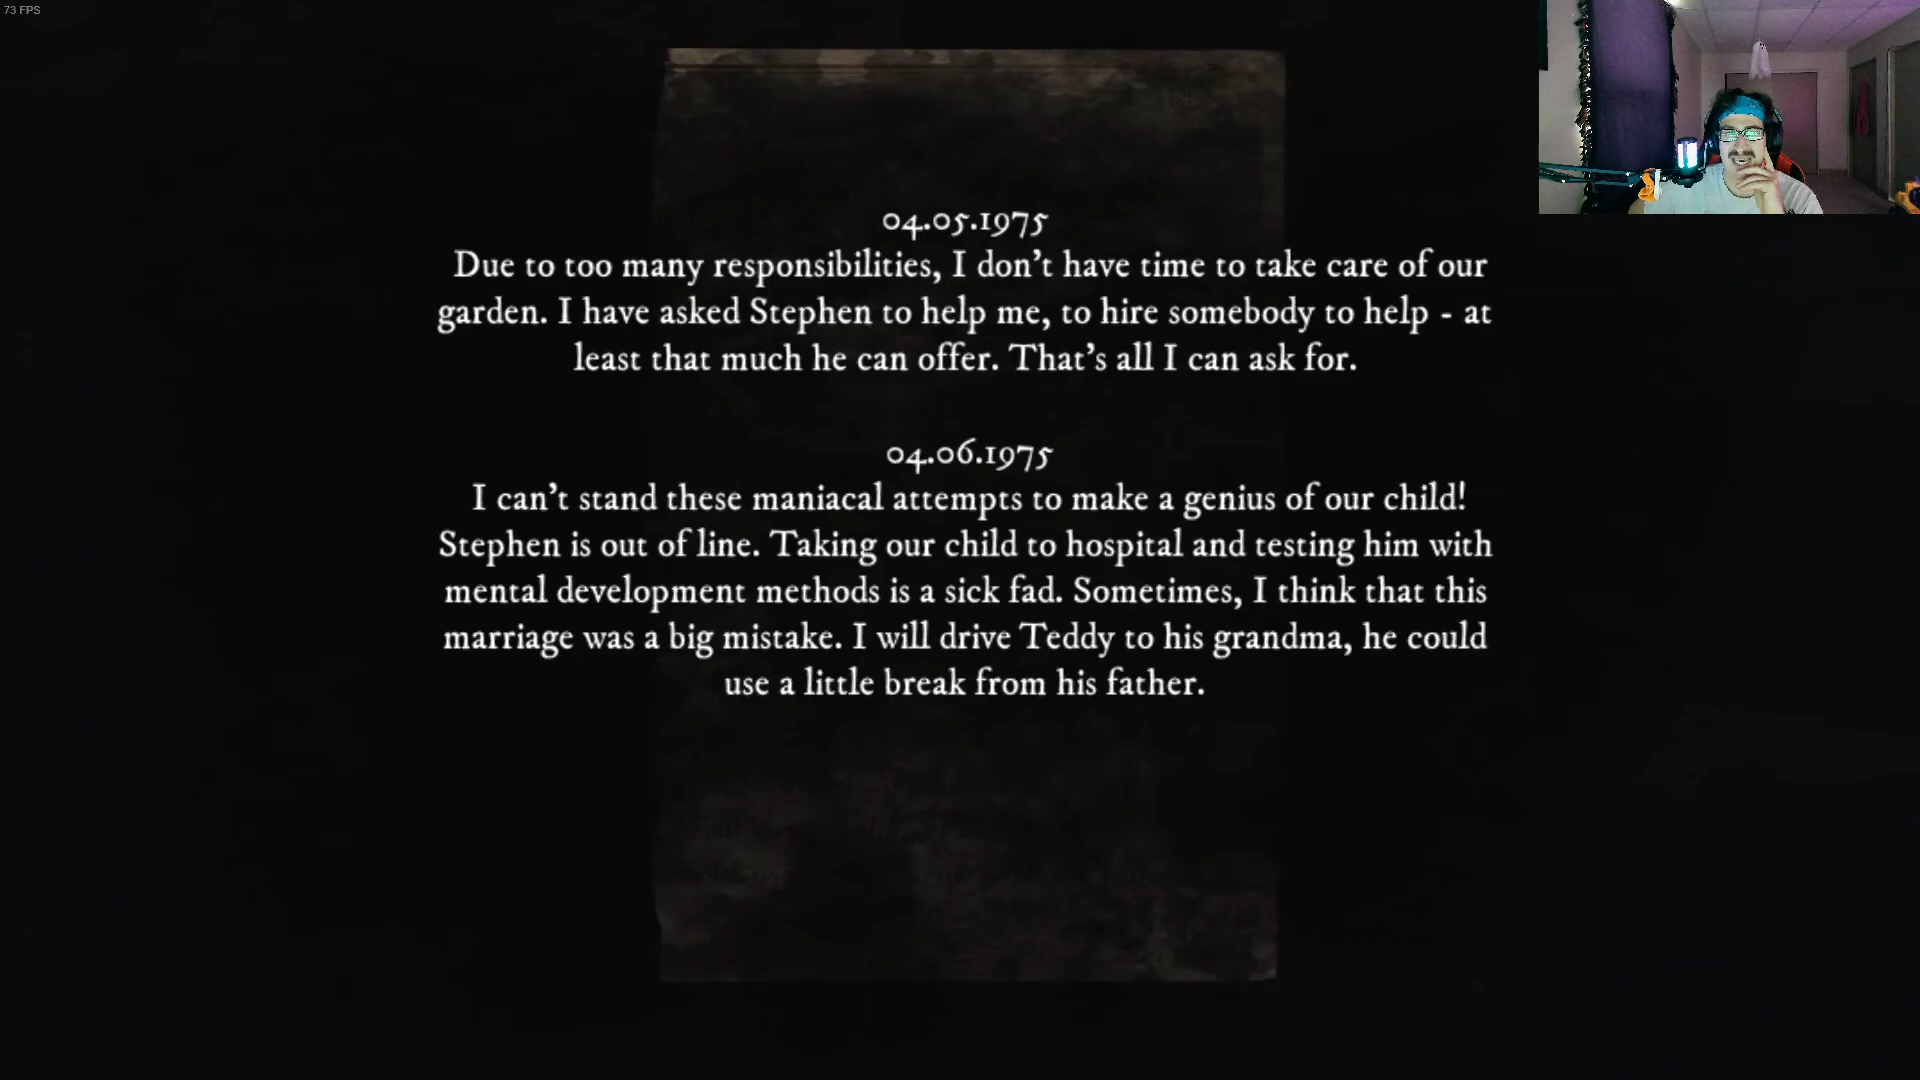 73 FPS
04.05.1975
Due to too many responsibilities, I don't have time to take care of our
garden. I have asked Stephen to help me, to hire somebody to help - at
least that much he can offer. That's all I can ask for.
04.06.1975
I can't stand these maniacal attempts to make a genius of our child!
Stephen is out of line. Taking our child to hospital and testing him with
mental development methods is a sick fad. Sometimes, I think that this
marriage was a big mistake. I will drive Teddy to his grandma, he could
use a little break from his father.